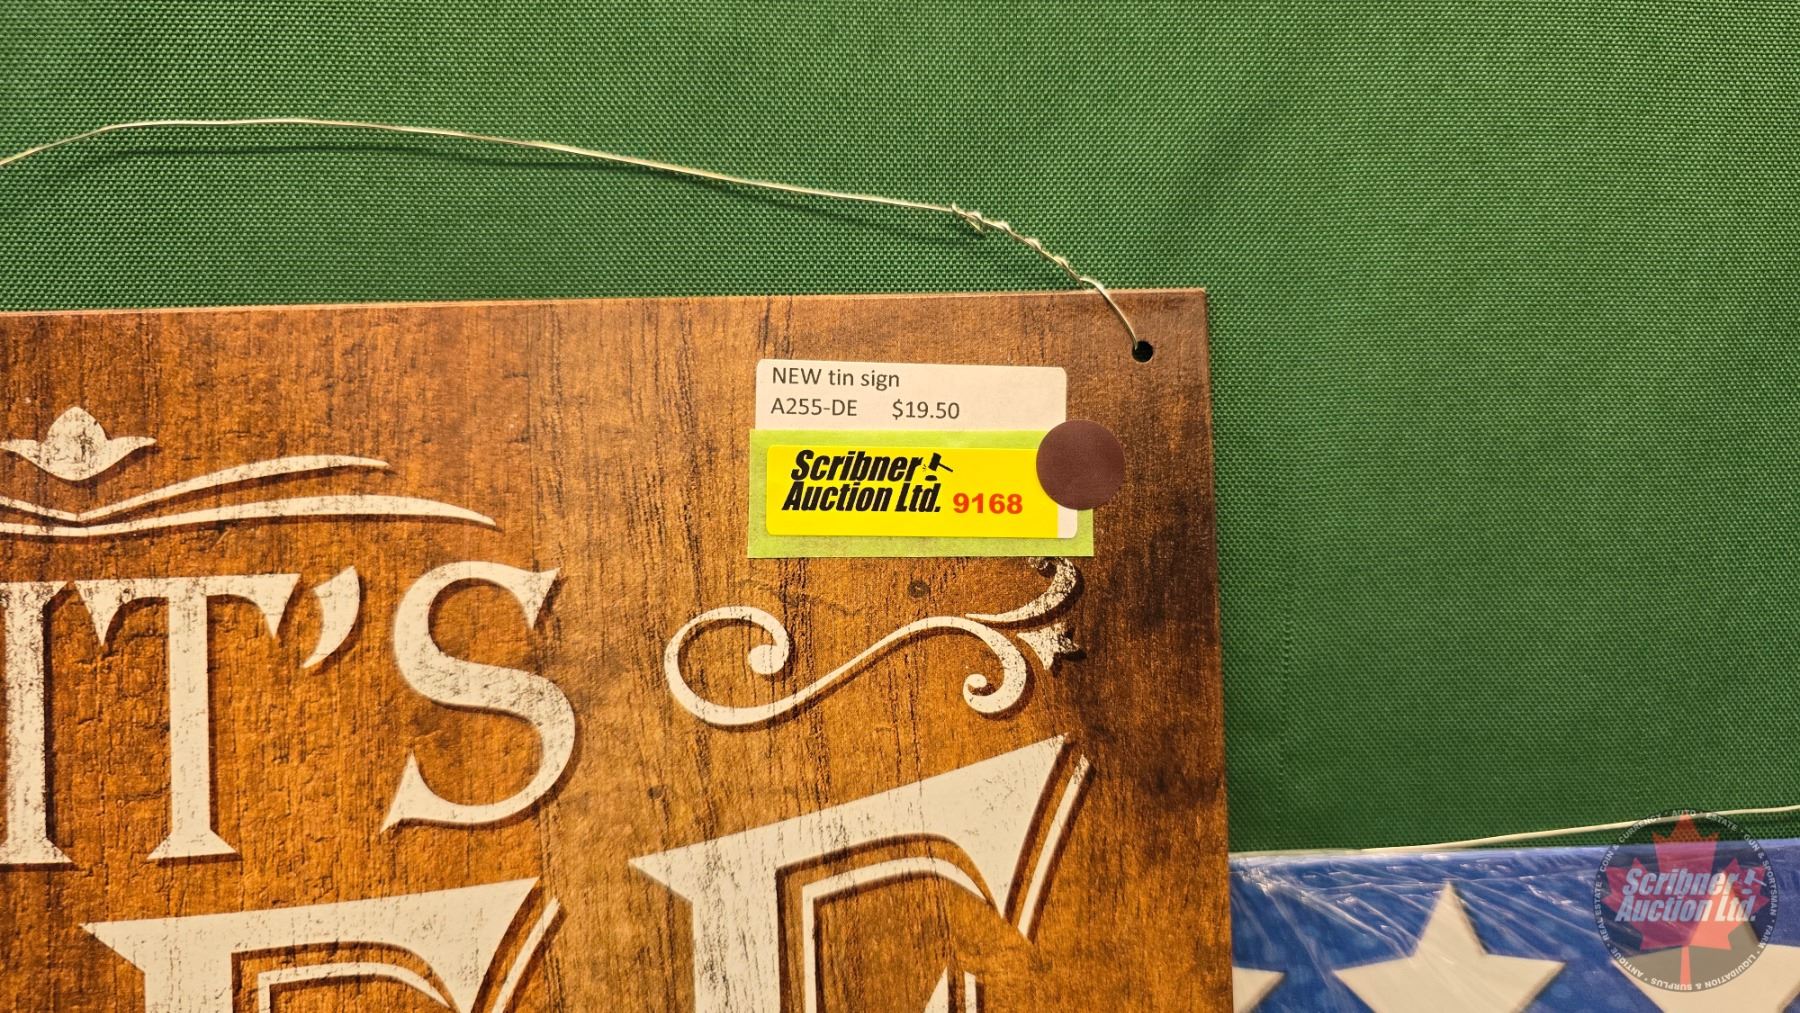 NEW tin sign
A255-DE $19.50
Scribner
Auction Ltd. 9168
IT'S
Scribner
Auction Ltd.